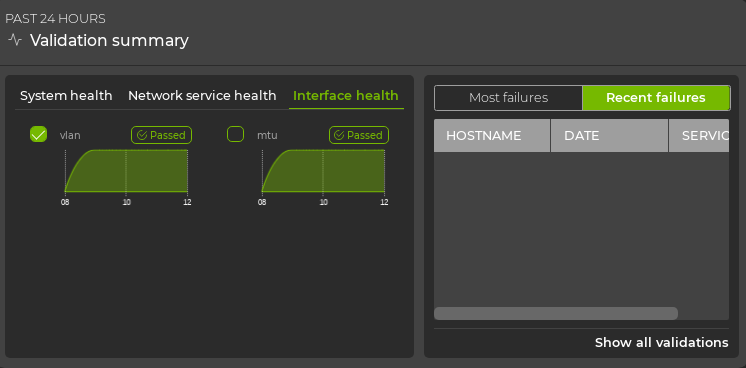 PAST 24 HOURS
Validation summary
System health Network service health Interface health
vlan Passed mtu Passed
08 10 12 08 10 12
Most failures Recent failures
HOSTNAME DATE SERVIC
Show all validations